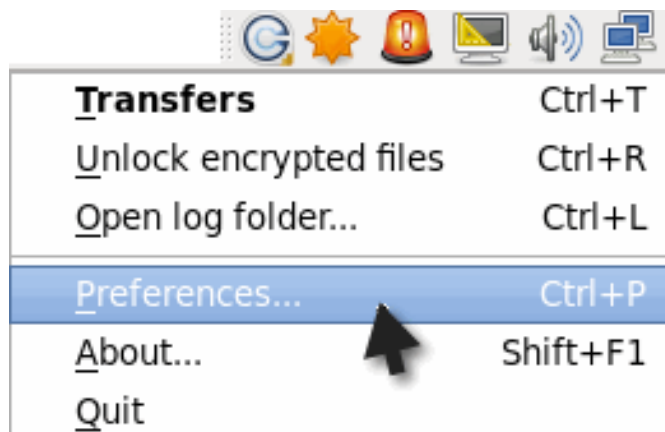 Transfers Ctrl+T
Unlock encrypted files Ctrl+R
Open log folder... Ctrl+L
Preferences... Ctrl+P
About... Shift+F1
Quit